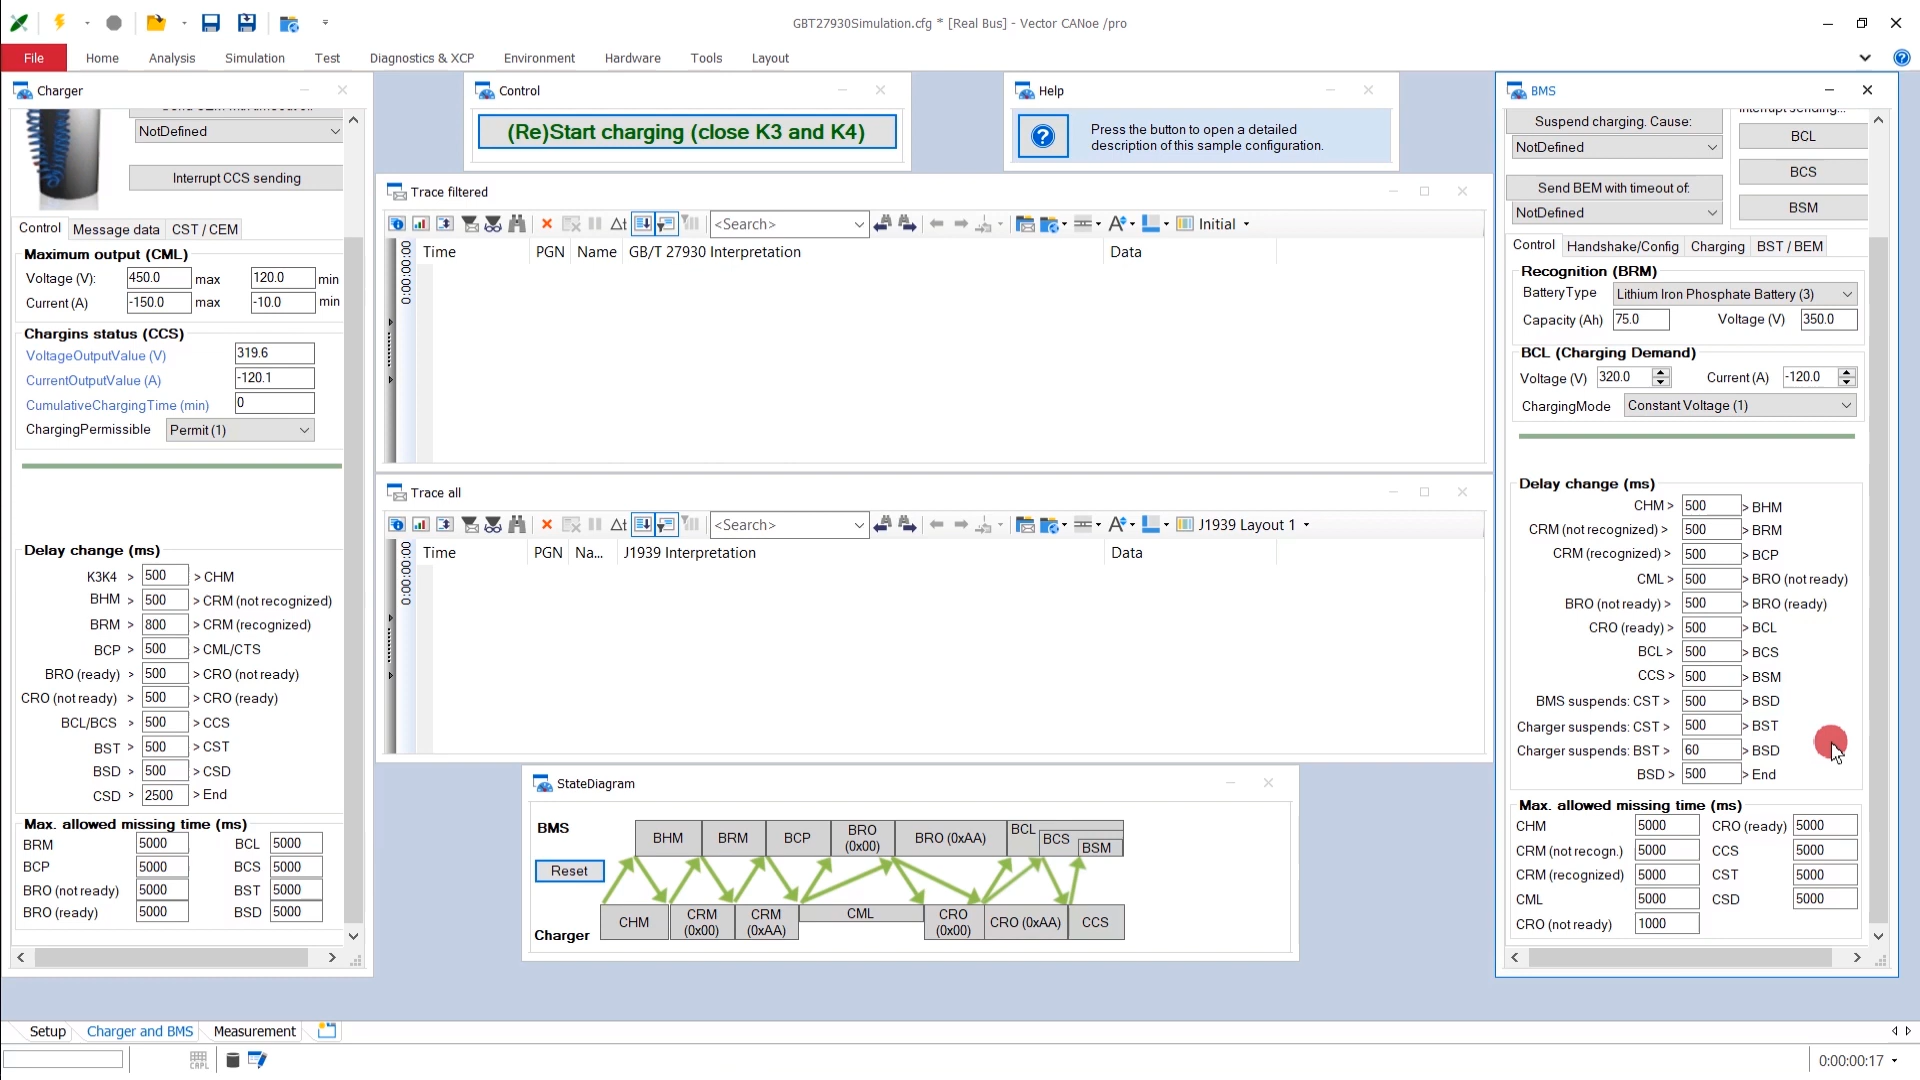 GBT27930Simulation.cfg * [Real Bus] - Vector CANoe /pro
File Home Analysis Simulation Test Diagnostics & XCP Environment Hardware Tools Layout
Charger
NotDefined
Interrupt CCS sending
Control Message data CST / CEM
Maximum output (CML)
Voltage (V): 450.0 max 120.0 min
Current (A) -150.0 max -10.0 min
Chargins status (CCS)
VoltageOutputValue (V) 319.6
CurrentOutputValue (A) -120.1
CumulativeChargingTime (min) 0
ChargingPermissible Permit (1)
Delay change (ms)
K3K4 > 500 > CHM
BHM > 500 > CRM (not recognized)
BRM > 800 > CRM (recognized)
BCP > 500 > CML/CTS
BRO (ready) > 500 > CRO (not ready)
CRO (not ready) > 500 > CRO (ready)
BCL/BCS > 500 > CCS
BST > 500 > CST
BSD > 500 > CSD
CSD > 2500 > End
Max. allowed missing time (ms)
BRM 5000 BCL 5000
BCP 5000 BCS 5000
BRO (not ready) 5000 BST 5000
BRO (ready) 5000 BSD 5000
Control
(Re)Start charging (close K3 and K4)
Help
Press the button to open a detailed
description of this sample configuration.
Trace filtered
Δt <Search> Initial
Time PGN Name GB/T 27930 Interpretation Data
0:00:00:00
Trace all
Δt <Search> J1939 Layout 1
Time PGN Na... J1939 Interpretation Data
0:00:00:00
StateDiagram
BMS
BHM BRM BCP BRO (0x00) BRO (0xAA) BCL BCS BSM
Reset
Charger
CHM CRM (0x00) CRM (0xAA) CML CRO (0x00) CRO (0xAA) CCS
BMS
Suspend charging. Cause:
NotDefined
Send BEM with timeout of:
NotDefined
Interrupt sending...
BCL
BCS
BSM
Control Handshake/Config Charging BST / BEM
Recognition (BRM)
BatteryType Lithium Iron Phosphate Battery (3)
Capacity (Ah) 75.0 Voltage (V) 350.0
BCL (Charging Demand)
Voltage (V) 320.0 Current (A) -120.0
ChargingMode Constant Voltage (1)
Delay change (ms)
CHM > 500 > BHM
CRM (not recognized) > 500 > BRM
CRM (recognized) > 500 > BCP
CML > 500 > BRO (not ready)
BRO (not ready) > 500 > BRO (ready)
CRO (ready) > 500 > BCL
BCL > 500 > BCS
CCS > 500 > BSM
BMS suspends: CST > 500 > BSD
Charger suspends: CST > 500 > BST
Charger suspends: BST > 60 > BSD
BSD > 500 > End
Max. allowed missing time (ms)
CHM 5000 CRO (ready) 5000
CRM (not recogn.) 5000 CCS 5000
CRM (recognized) 5000 CST 5000
CML 5000 CSD 5000
CRO (not ready) 1000
Setup Charger and BMS Measurement
CAPL
0:00:00:17